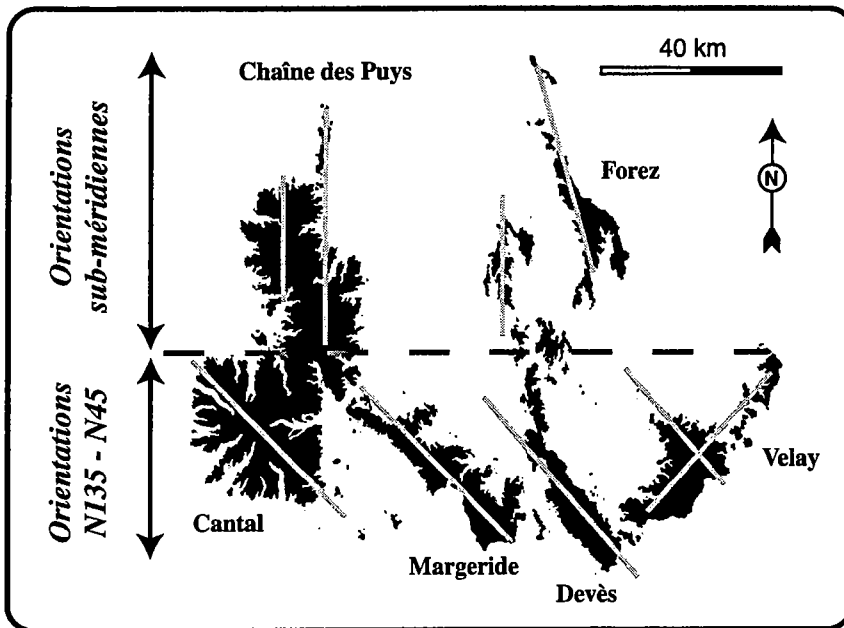 40 km
Chaîne des Puys
Orientations
sub-méridiennes
Forez
N
Orientations
N135 - N45
Velay
Cantal
Margeride
Devès